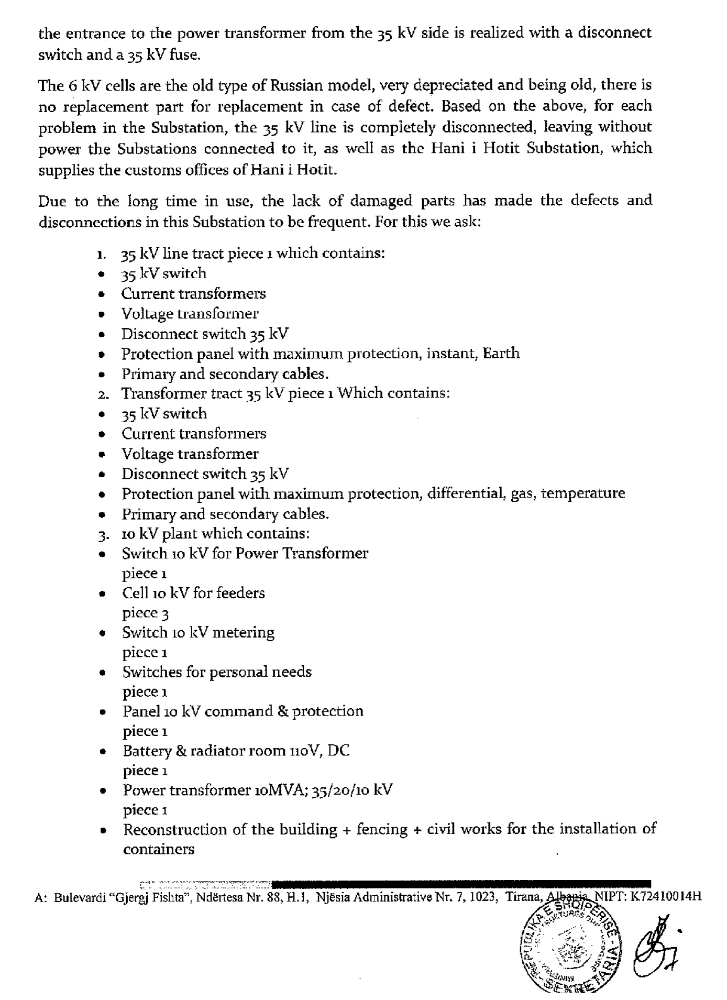 the entrance to the power transformer from the 35 kV side is realized with a disconnect
switch and a 35 kV fuse.
The 6 kV cells are the old type of Russian model, very depreciated and being old, there is
no replacement part for replacement in case of defect. Based on the above, for each
problem in the Substation, the 35 kV line is completely disconnected, leaving without
power the Substations connected to it, as well as the Hani i Hotit Substation, which
supplies the customs offices of Hani i Hotit.
Due to the long time in use, the lack of damaged parts has made the defects and
disconnections in this Substation to be frequent. For this we ask:
1. 35 kV line tract piece 1 which contains:
• 35 kV switch
• Current transformers
• Voltage transformer
• Disconnect switch 35 kV
• Protection panel with maximum protection, instant, Earth
• Primary and secondary cables.
2. Transformer tract 35 kV piece 1 Which contains:
• 35 kV switch
• Current transformers
• Voltage transformer
• Disconnect switch 35 kV
• Protection panel with maximum protection, differential, gas, temperature
• Primary and secondary cables.
3. 10 kV plant which contains:
• Switch 10 kV for Power Transformer
piece 1
• Cell 10 kV for feeders
piece 3
• Switch 10 kV metering
piece 1
• Switches for personal needs
piece 1
• Panel 10 kV command & protection
piece 1
• Battery & radiator room 110V, DC
piece 1
• Power transformer 10MVA; 35/20/10 kV
piece 1
• Reconstruction of the building + fencing + civil works for the installation of
containers
A: Bulevardi “Gjergj Fishta”, Ndërtesa Nr. 88, H.1, Njësia Administrative Nr. 7, 1023, Tirana, Albania NIPT: K72410014H
REPUBLIKA E SHQIPËRISË
SEKRETARIA